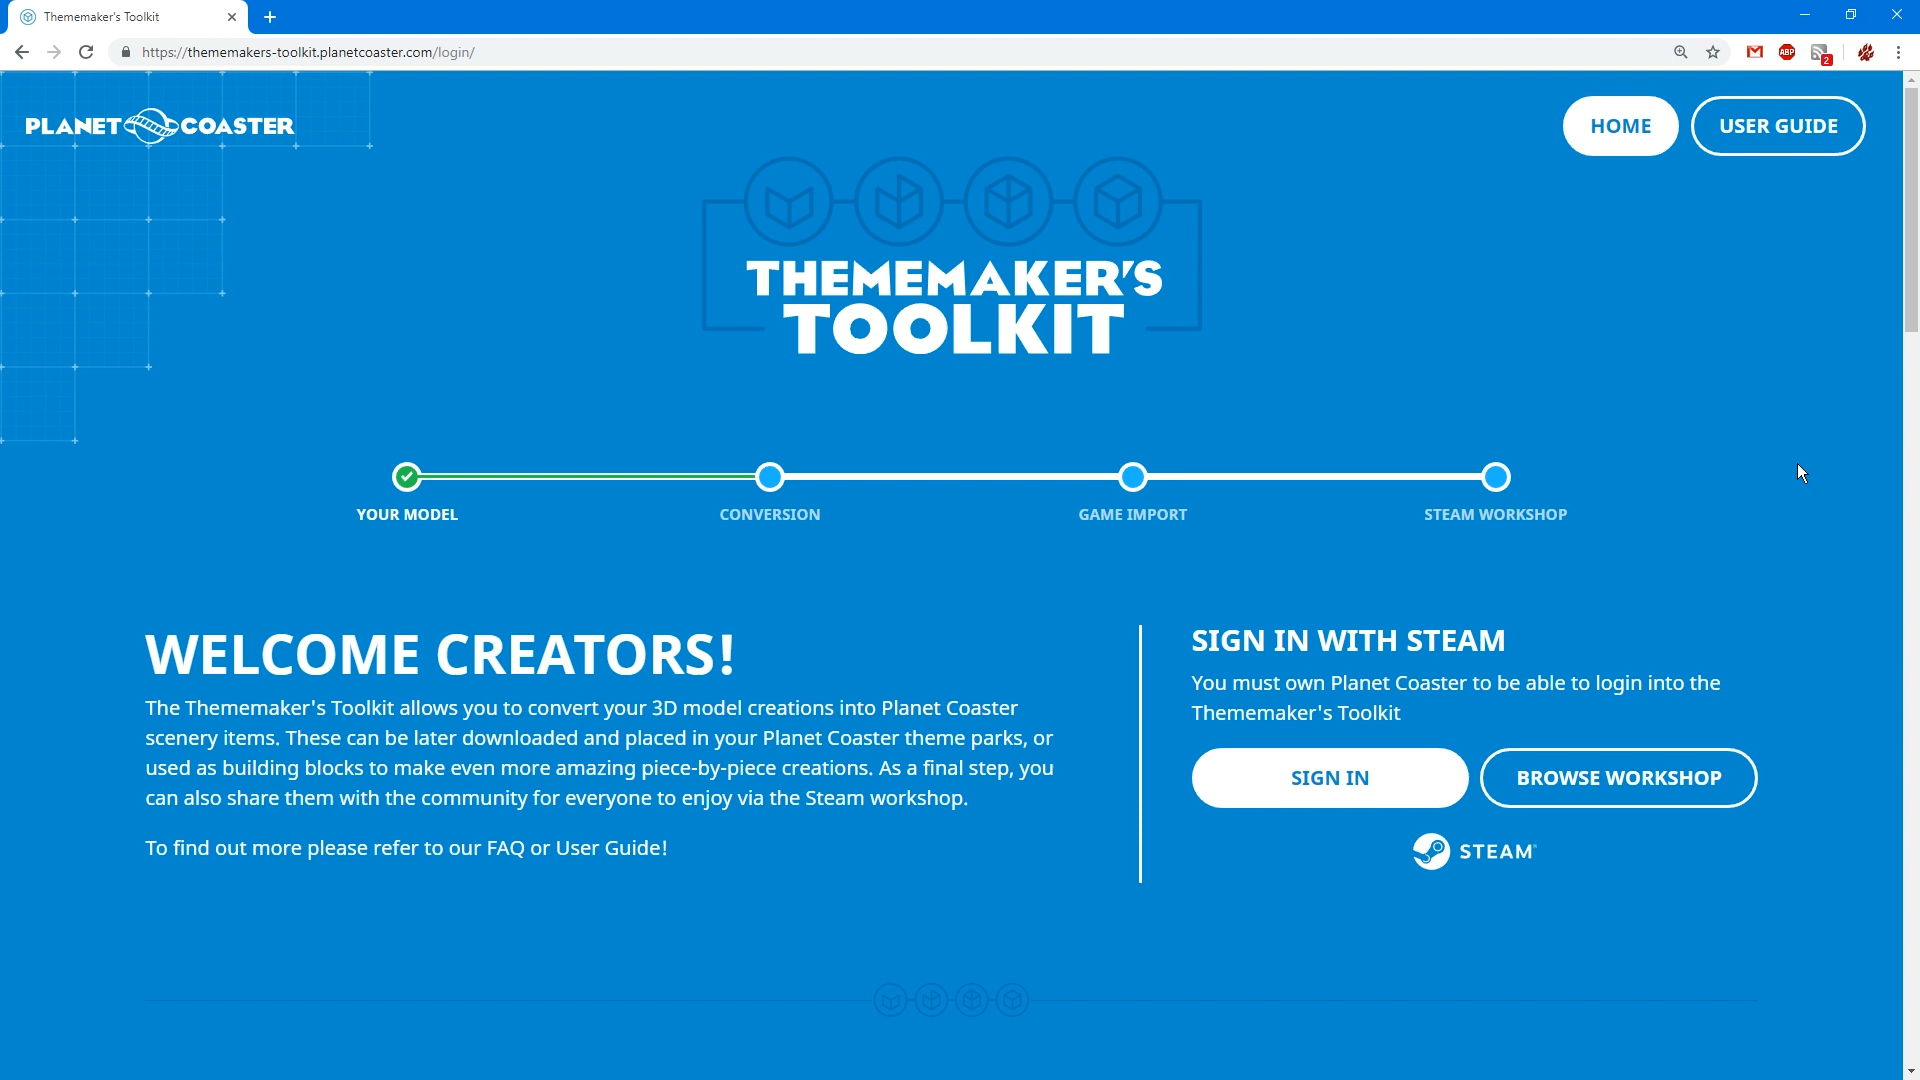 Thememaker's Toolkit
https://thememakers-toolkit.planetcoaster.com/login/
ABP
2
PLANET COASTER
HOME
USER GUIDE
THEMEMAKER'S
TOOLKIT
YOUR MODEL
CONVERSION
GAME IMPORT
STEAM WORKSHOP
WELCOME CREATORS!
The Thememaker's Toolkit allows you to convert your 3D model creations into Planet Coaster
scenery items. These can be later downloaded and placed in your Planet Coaster theme parks, or
used as building blocks to make even more amazing piece-by-piece creations. As a final step, you
can also share them with the community for everyone to enjoy via the Steam workshop.
To find out more please refer to our FAQ or User Guide!
SIGN IN WITH STEAM
You must own Planet Coaster to be able to login into the
Thememaker's Toolkit
SIGN IN
BROWSE WORKSHOP
STEAM